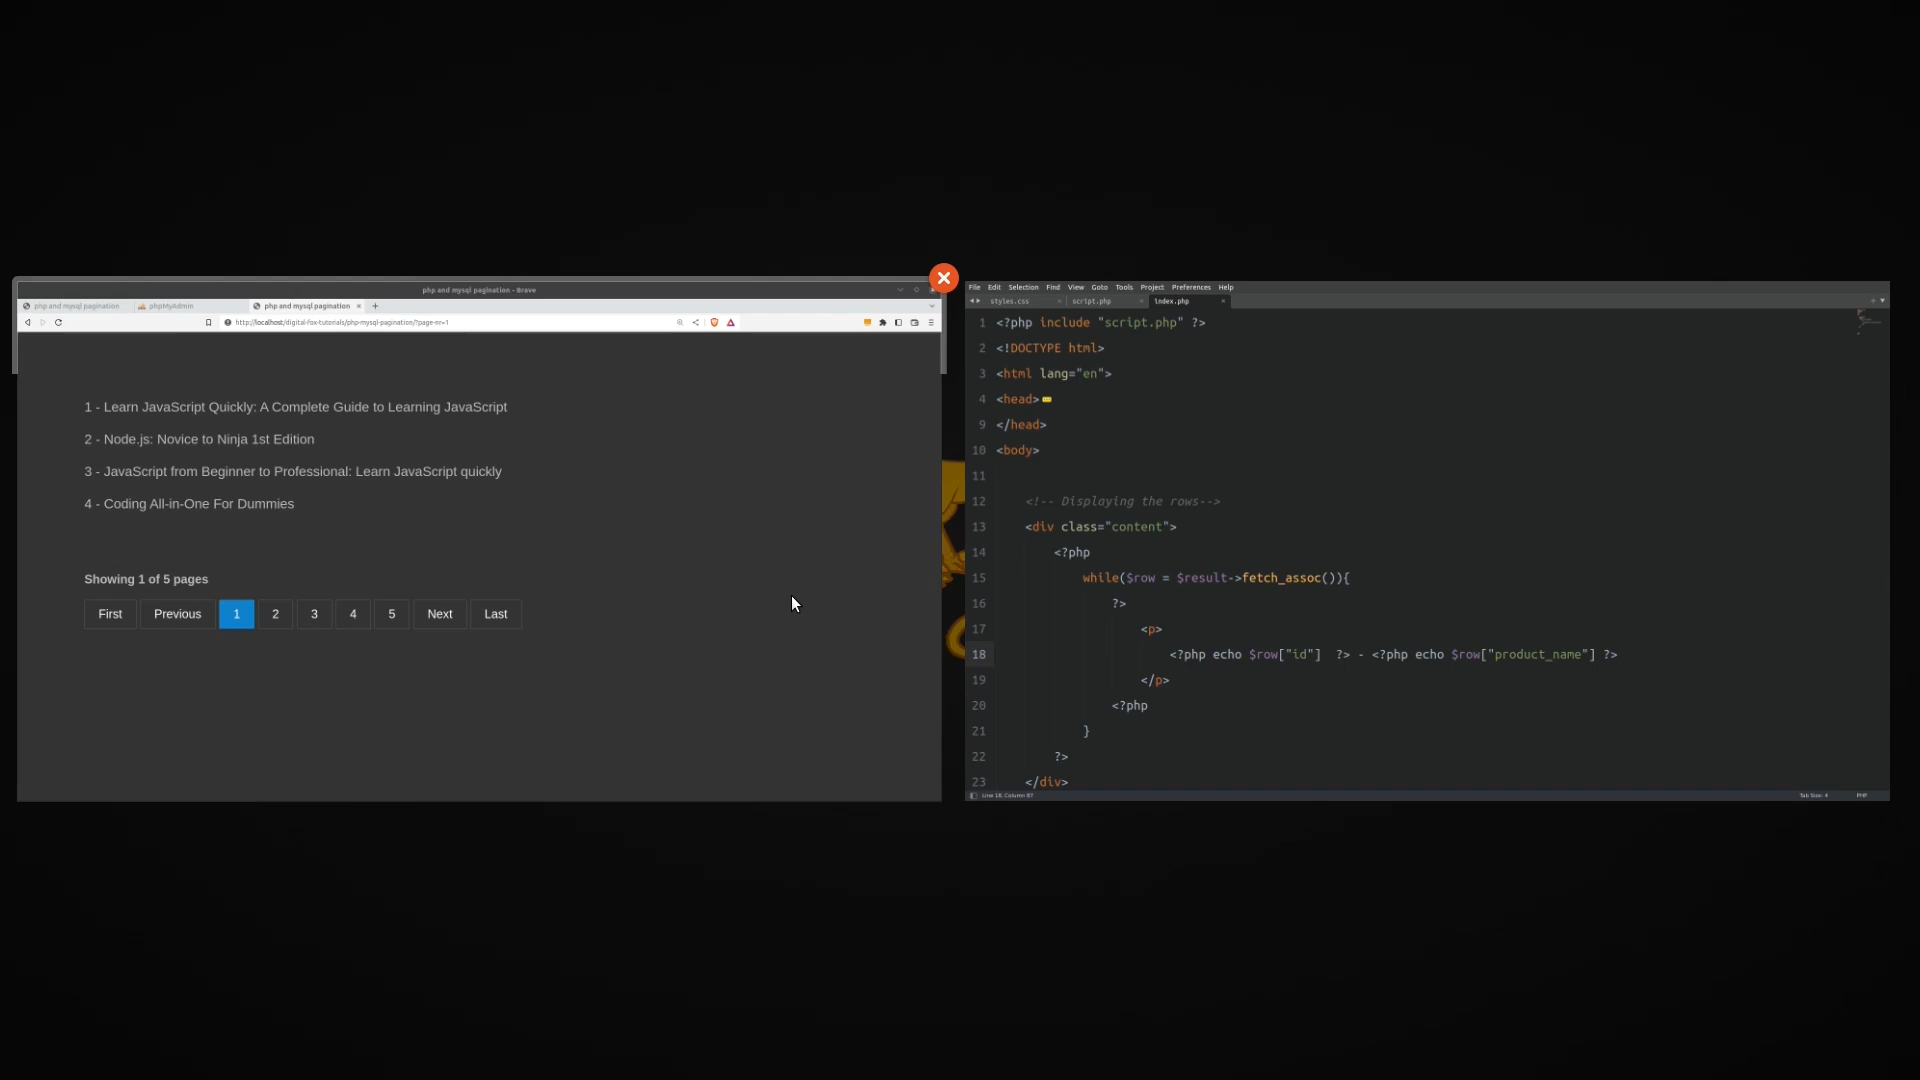 php and mysql pagination - Brave
php and mysql pagination
phpMyAdmin
php and mysql pagination
http://localhost/digital-fox-tutorials/php-mysql-pagination/?page-nr=1
1 - Learn JavaScript Quickly: A Complete Guide to Learning JavaScript
2 - Node.js: Novice to Ninja 1st Edition
3 - JavaScript from Beginner to Professional: Learn JavaScript quickly
4 - Coding All-in-One For Dummies
Showing 1 of 5 pages
First Previous 1 2 3 4 5 Next Last
File Edit Selection Find View Goto Tools Project Preferences Help
styles.css script.php index.php
1 <?php include "script.php" ?>
2 <!DOCTYPE html>
3 <html lang="en">
4 <head>
9 </head>
10 <body>
11
12 <!-- Displaying the rows-->
13 <div class="content">
14 <?php
15 while($row = $result->fetch_assoc()){
16 ?>
17 <p>
18 <?php echo $row["id"] ?> - <?php echo $row["product_name"] ?>
19 </p>
20 <?php
21 }
22 ?>
23 </div>
Line 18, Column 87
Tab Size: 4 PHP